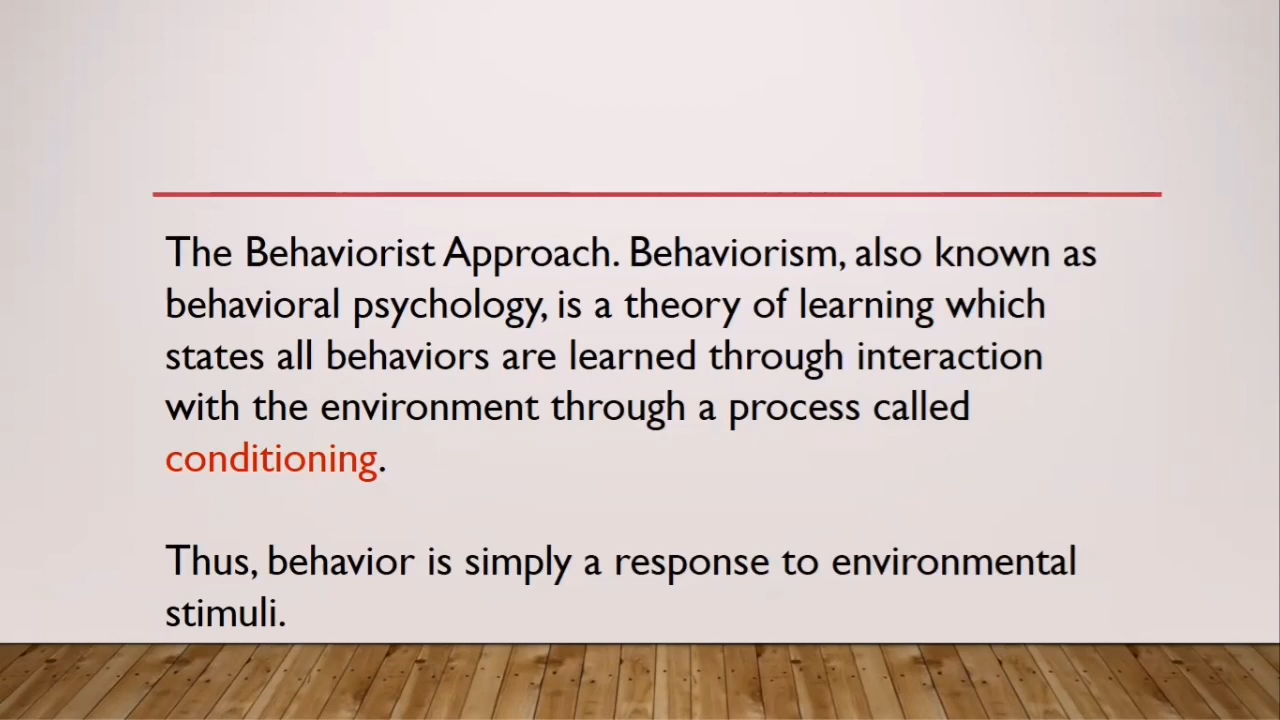 The Behaviorist Approach. Behaviorism, also known as
behavioral psychology, is a theory of learning which
states all behaviors are learned through interaction
with the environment through a process called
conditioning.
Thus, behavior is simply a response to environmental
stimuli.